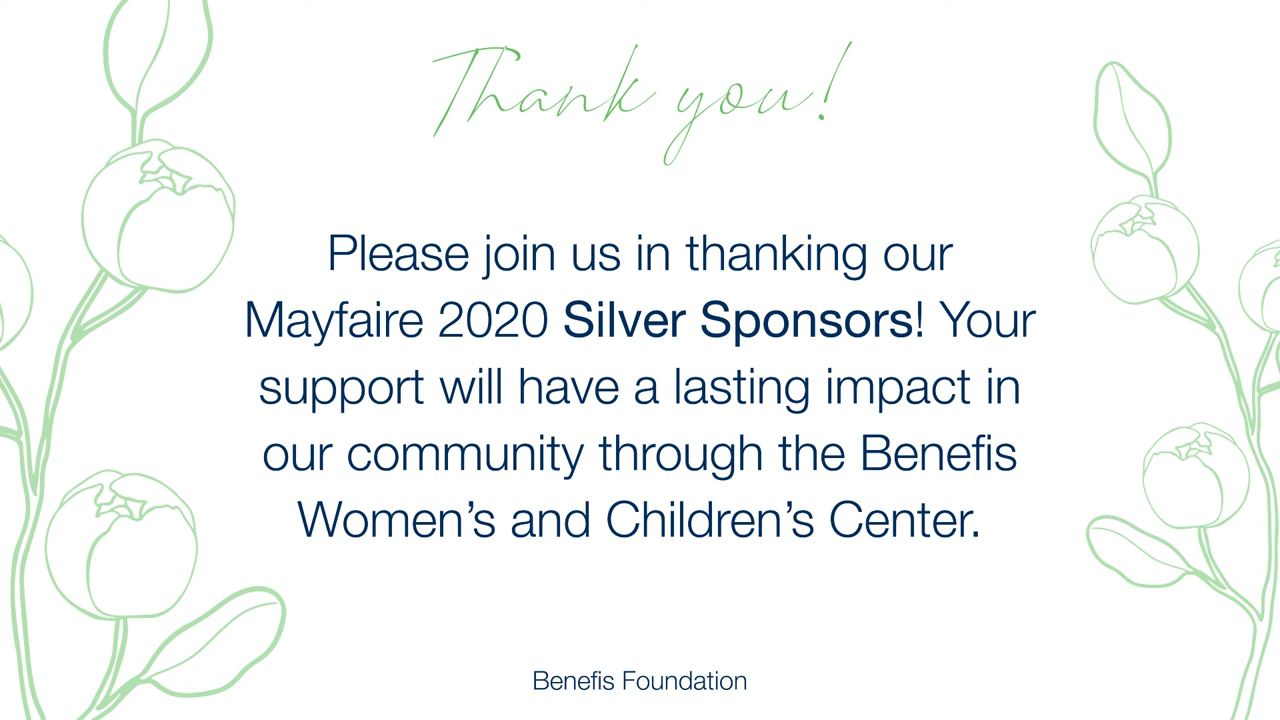 Thank you!
Please join us in thanking our
Mayfaire 2020 Silver Sponsors! Your
support will have a lasting impact in
our community through the Benefis
Women’s and Children’s Center.
Benefis Foundation